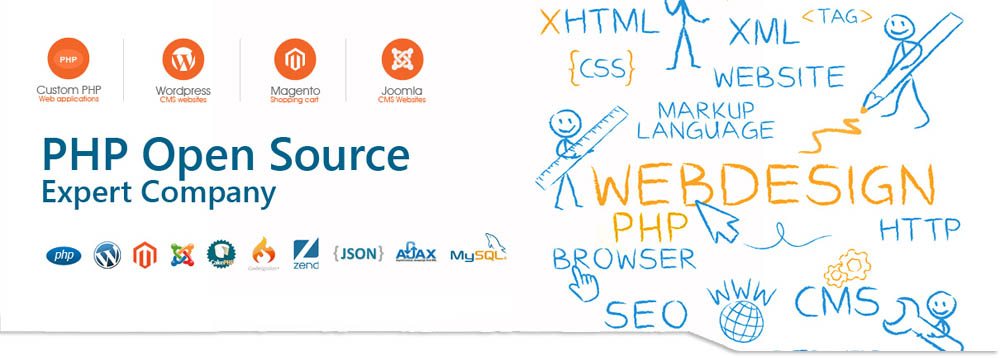 PHP
Custom PHP
Web applications
Wordpress
CMS websites
Magento
Shopping cart
Joomla
CMS Websites
PHP Open Source
Expert Company
php
CakePHP
CodeIgniter
zend
{JSON}
AJAX
MySQL
XHTML
XML
<TAG>
{CSS}
WEBSITE
MARKUP
LANGUAGE
WEBDESIGN
PHP
HTTP
BROWSER
WWW
SEO
CMS